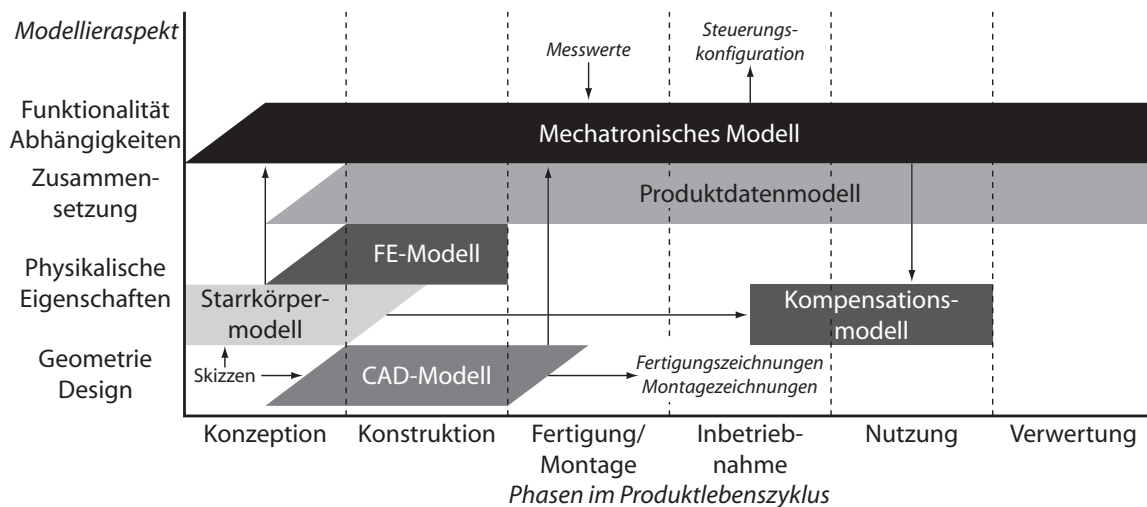 Modellieraspekt
Steuerungs-
konfiguration
Messwerte
Funktionalität
Abhängigkeiten
Mechatronisches Modell
Zusammen-
setzung
Produktdatenmodell
FE-Modell
Physikalische
Eigenschaften
Starrkörper-
modell
Kompensations-
modell
Geometrie
Design
Skizzen
CAD-Modell
Fertigungszeichnungen
Montagezeichnungen
Konzeption
Konstruktion
Fertigung/
Montage
Inbetrieb-
nahme
Nutzung
Verwertung
Phasen im Produktlebenszyklus